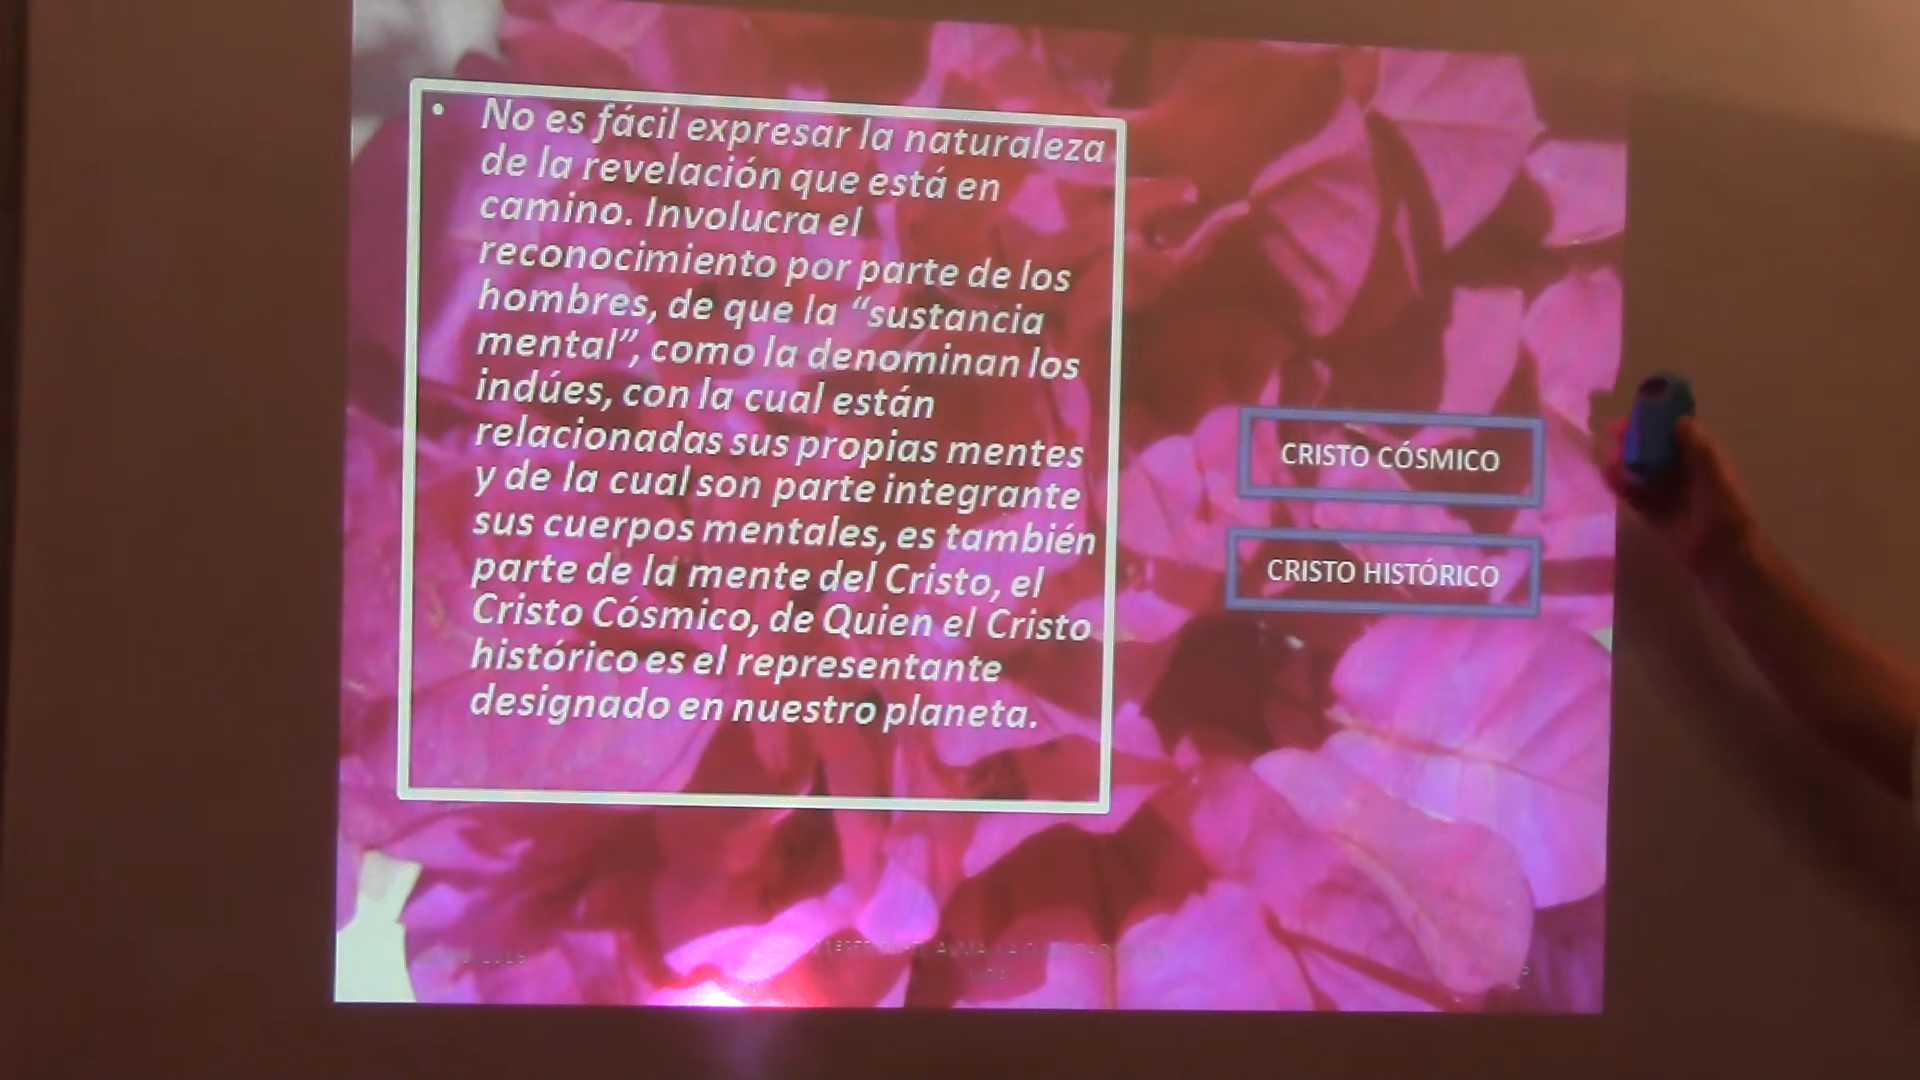 • No es fácil expresar la naturaleza
de la revelación que está en
camino. Involucra el
reconocimiento por parte de los
hombres, de que la “sustancia
mental”, como la denominan los
indúes, con la cual están
relacionadas sus propias mentes
y de la cual son parte integrante
sus cuerpos mentales, es también
parte de la mente del Cristo, el
Cristo Cósmico, de Quien el Cristo
histórico es el representante
designado en nuestro planeta.
CRISTO CÓSMICO
CRISTO HISTÓRICO